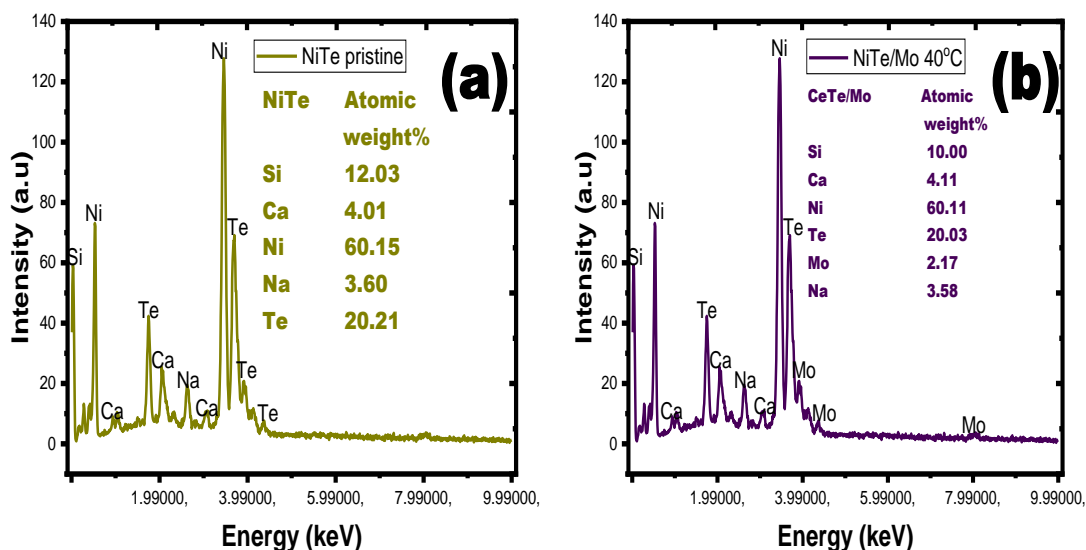 NiTe pristine
(a)
NiTe Atomic
weight%
Si 12.03
Ca 4.01
Ni 60.15
Na 3.60
Te 20.21
Ni
Ni
Te
Si
Te
Ca
Na
Te
Ca
Ca
Te
Intensity (a.u)
140
120
100
80
60
40
20
0
1.99000,
3.99000,
5.99000,
7.99000,
9.99000,
Energy (keV)
NiTe/Mo 40°C
(b)
CeTe/Mo Atomic
weight%
Si 10.00
Ca 4.11
Ni 60.11
Te 20.03
Mo 2.17
Na 3.58
Ni
Ni
Te
Si
Te
Ca
Na
Mo
Ca
Ca
Mo
Mo
Intensity (a.u)
140
120
100
80
60
40
20
0
1.99000,
3.99000,
5.99000,
7.99000,
9.99000,
Energy (keV)